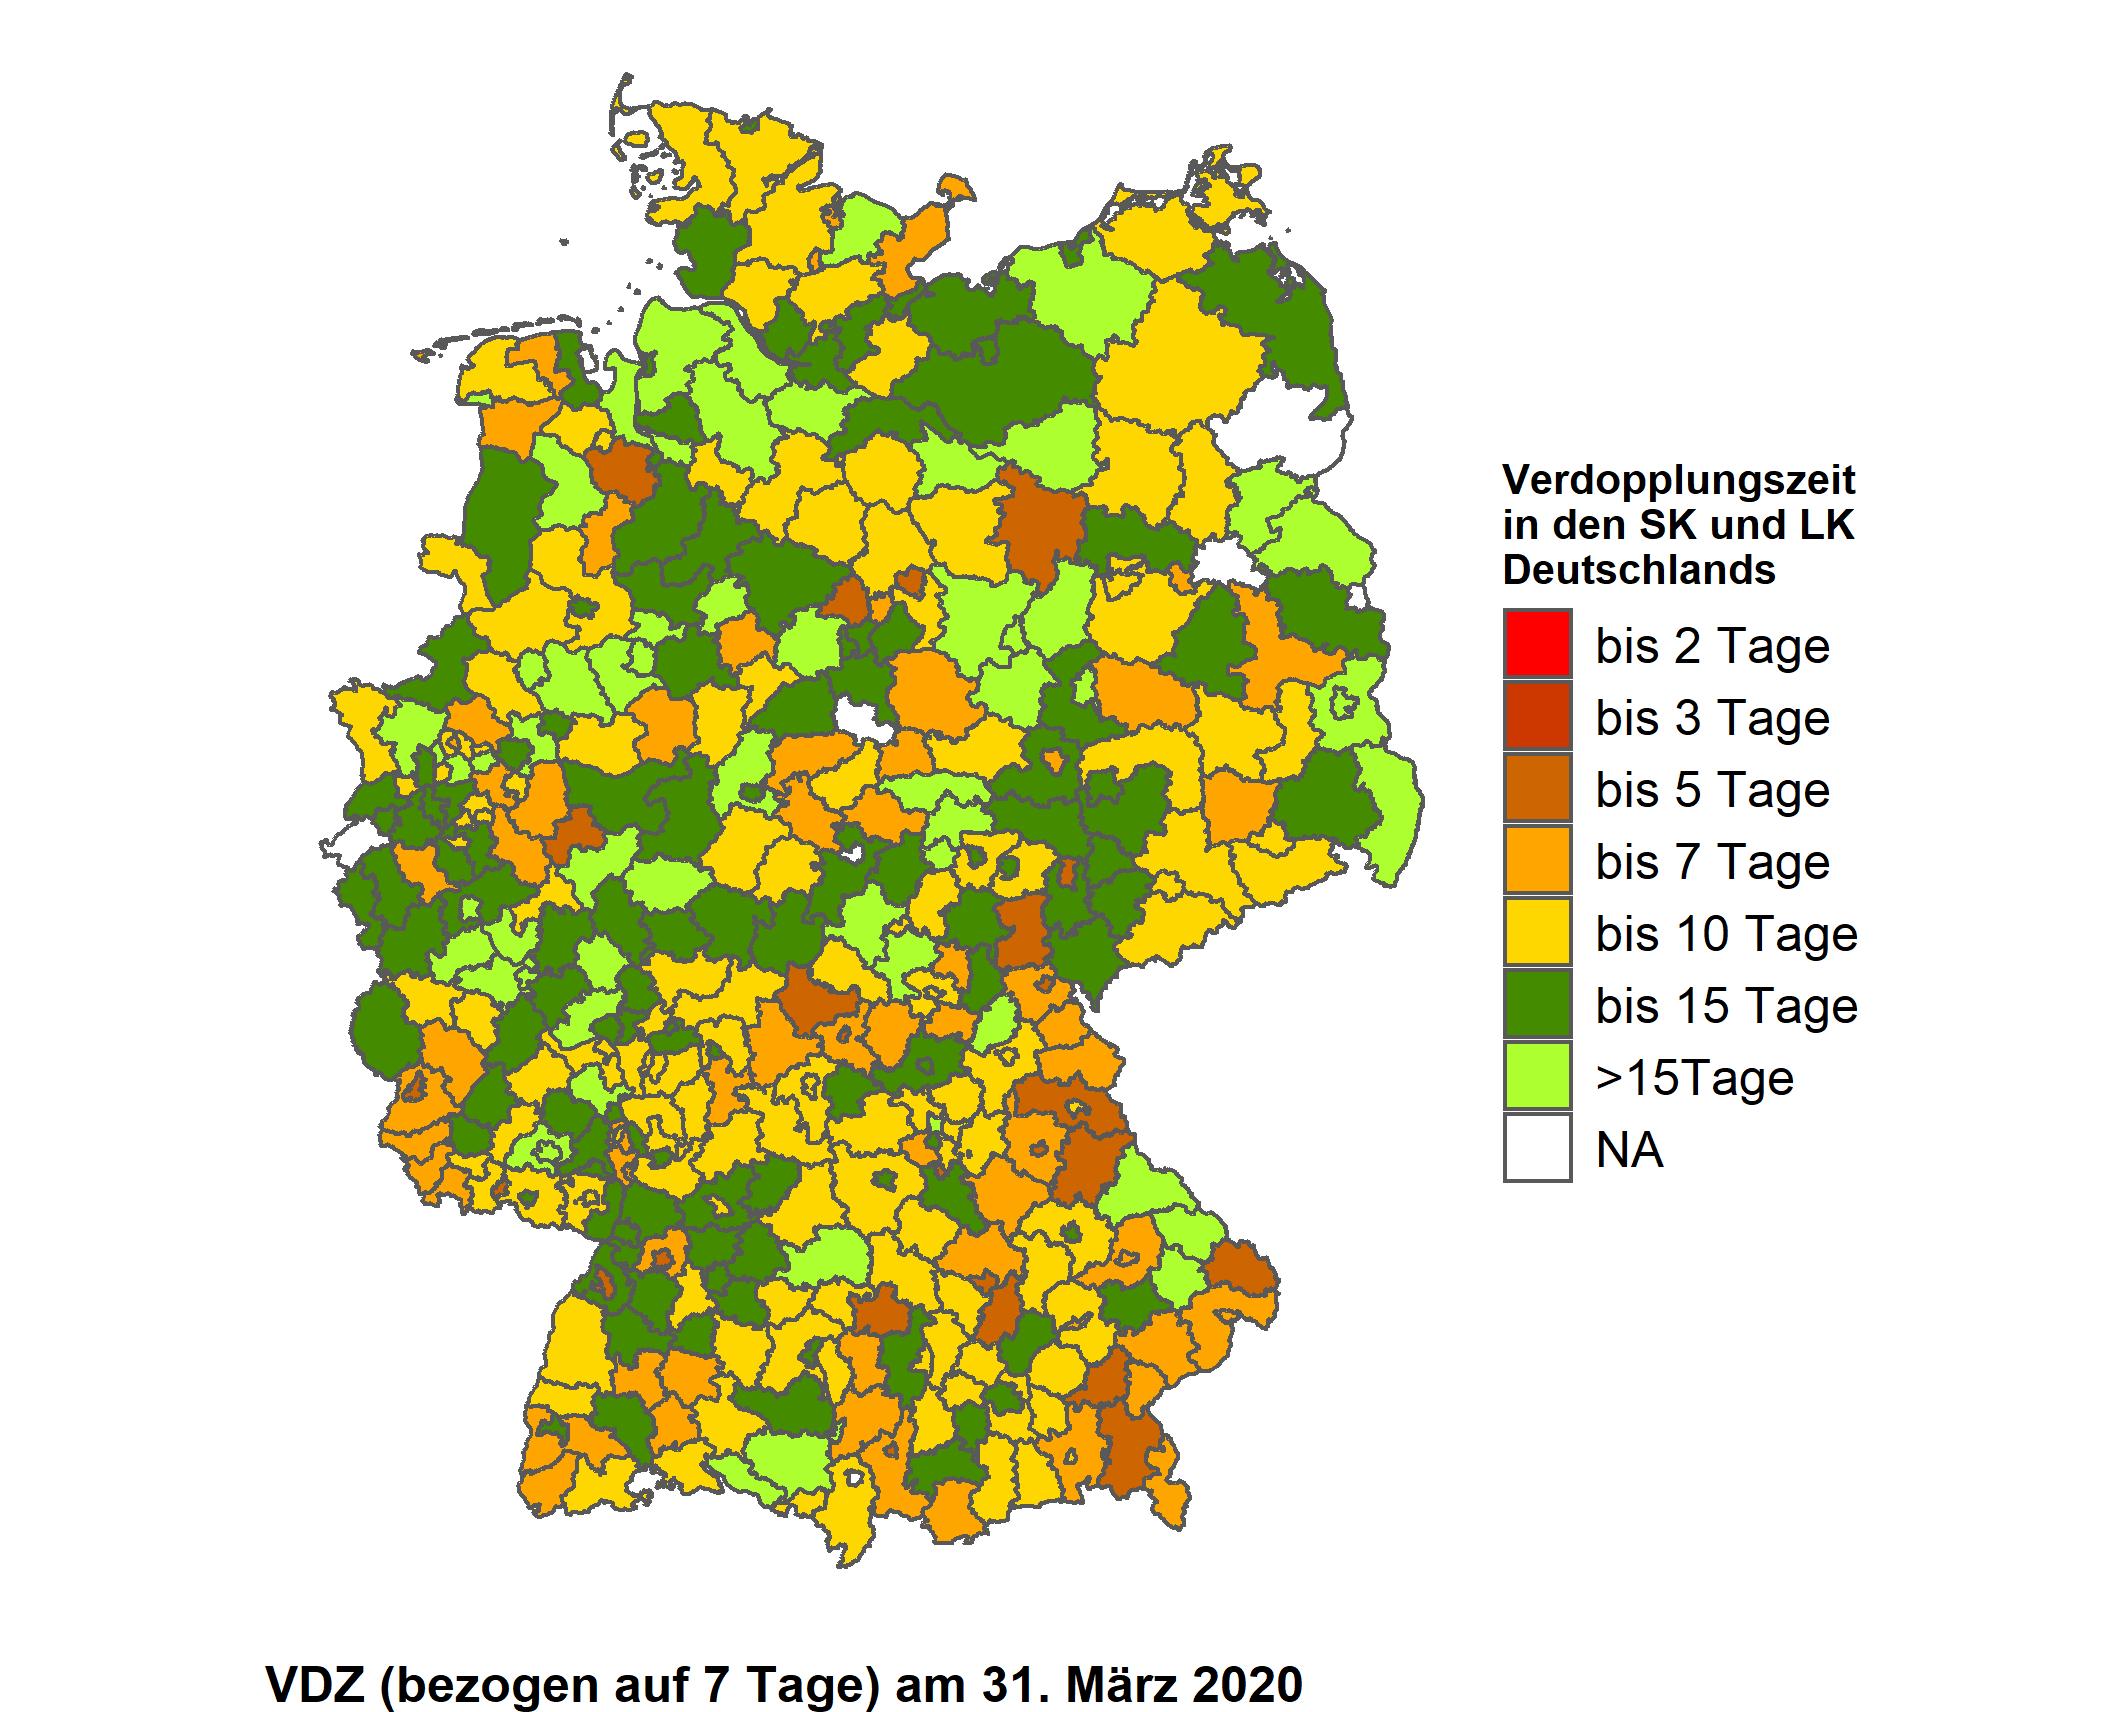 Verdopplungszeit
in den SK und LK
Deutschlands
bis 2 Tage
bis 3 Tage
bis 5 Tage
bis 7 Tage
bis 10 Tage
bis 15 Tage
>15Tage
NA
VDZ (bezogen auf 7 Tage) am 31. März 2020